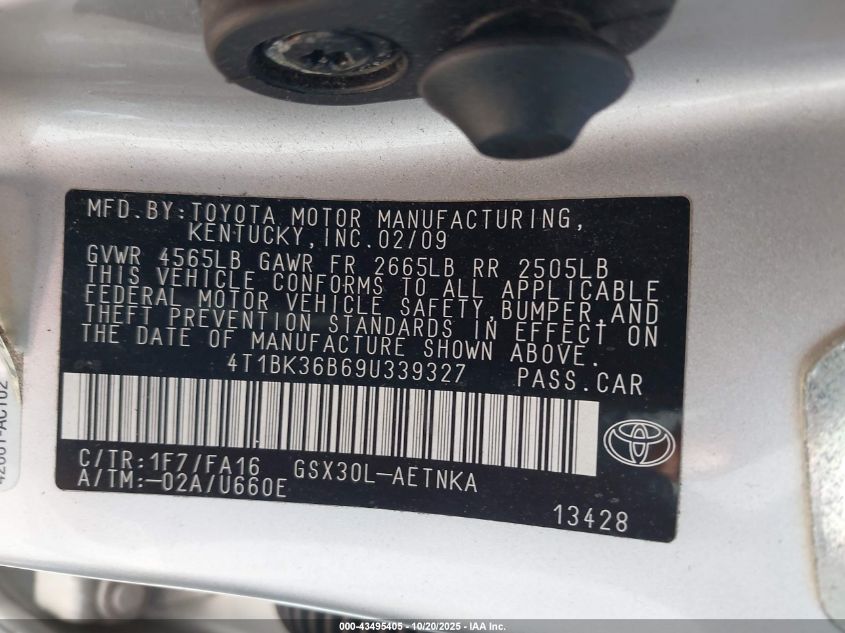 MFD.BY:TOYOTA MOTOR MANUFACTURING,
KENTUCKY,INC.02/09
GVWR 4565LB GAWR FR 2665LB RR 2505LB
THIS VEHICLE CONFORMS TO ALL APPLICABLE
FEDERAL MOTOR VEHICLE SAFETY,BUMPER,AND
THEFT PREVENTION STANDARDS IN EFFECT† ON
THE DATE OF MANUFACTURE SHOWN ABOVE.
4T1BK36B69U339327 PASS.CAR
C/TR:1F7/FA16 GSX30L-AETNKA
A/TM:-02A/U660E
13428
000-43495405 - 10/20/2025 - IAA Inc.